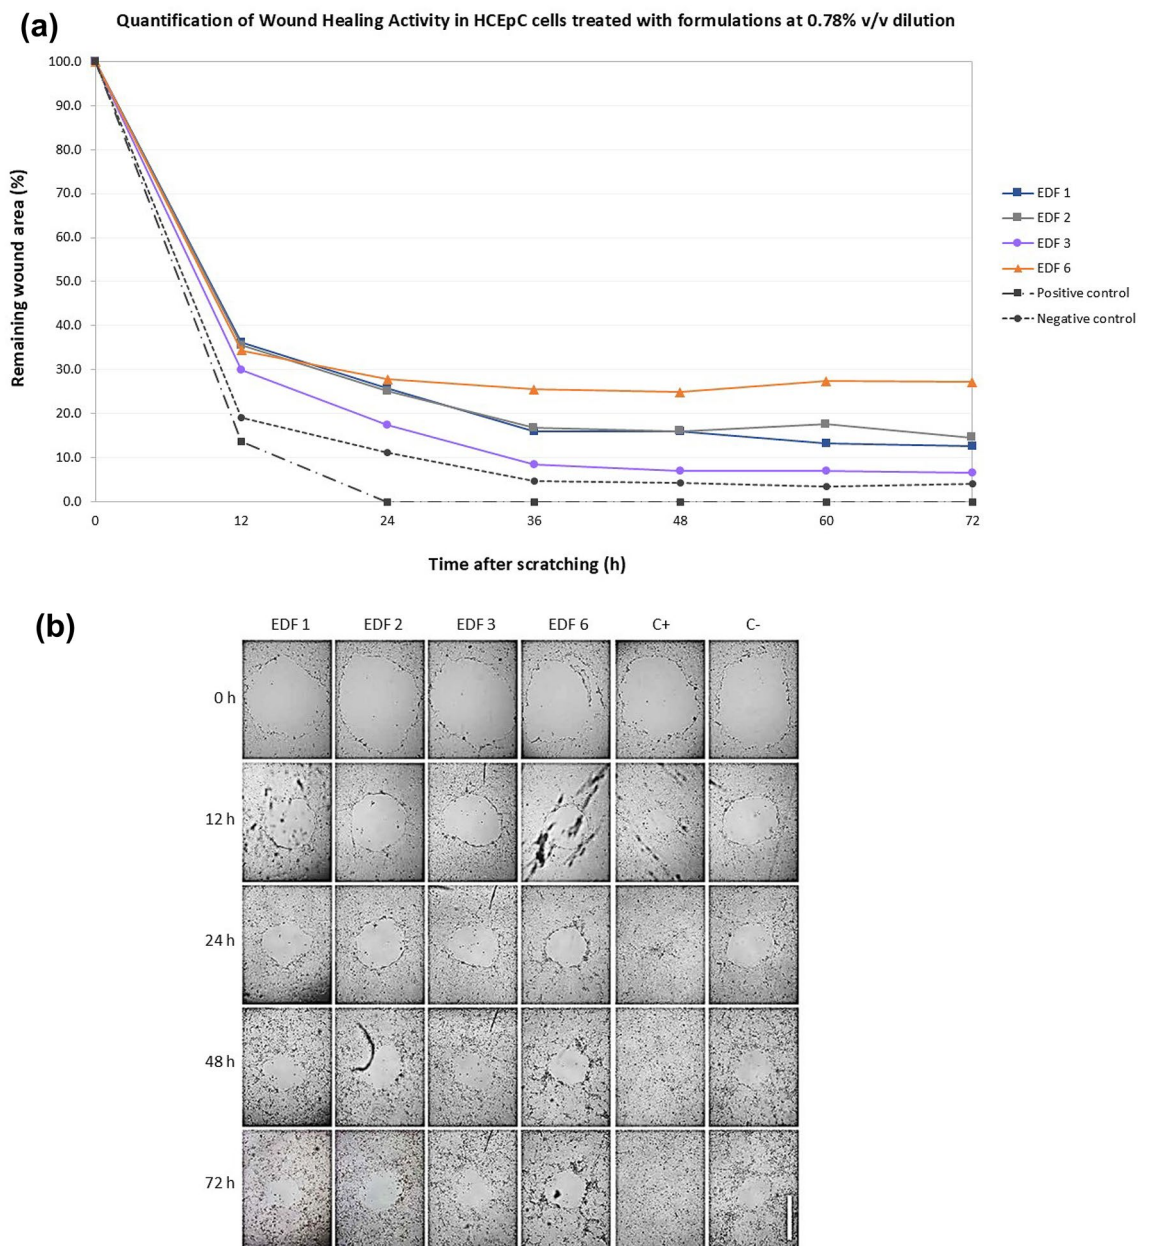 (a)
Quantification of Wound Healing Activity in HCEpC cells treated with formulations at 0.78% v/v dilution
Remaining wound area (%)
100.0
90.0
80.0
70.0
60.0
50.0
40.0
30.0
20.0
10.0
0.0
0 12 24 36 48 60 72
Time after scratching (h)
EDF 1
EDF 2
EDF 3
EDF 6
Positive control
Negative control
(b)
EDF 1 EDF 2 EDF 3 EDF 6 C+ C-
0 h
12 h
24 h
48 h
72 h